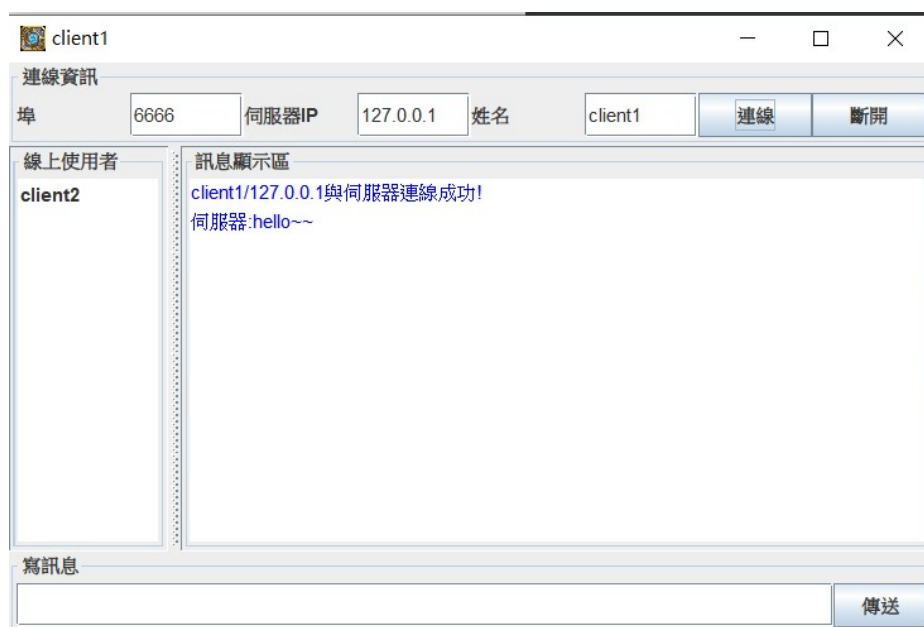 client1
連線資訊
埠 6666 伺服器IP 127.0.0.1 姓名 client1 連線 斷開
線上使用者 訊息顯示區
client2
client1/127.0.0.1與伺服器連線成功!
伺服器:hello~~
寫訊息
傳送